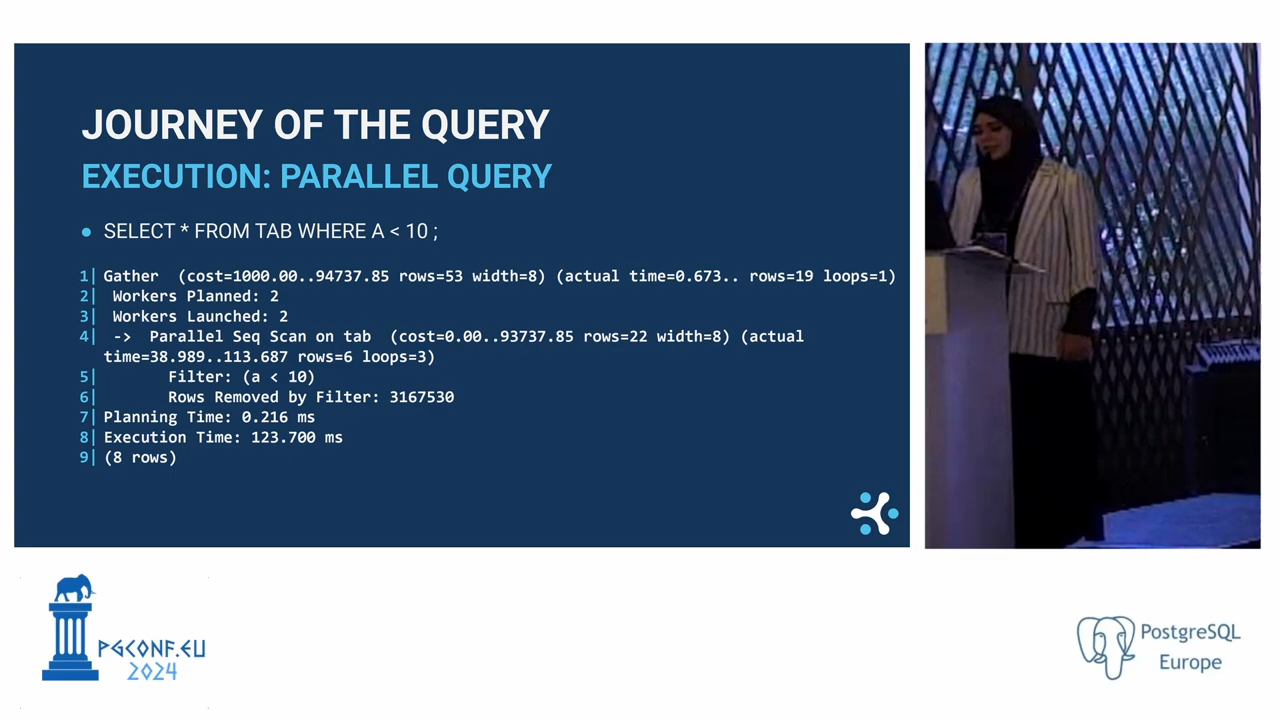 JOURNEY OF THE QUERY
EXECUTION: PARALLEL QUERY
● SELECT * FROM TAB WHERE A < 10 ;
1| Gather  (cost=1000.00..94737.85 rows=53 width=8) (actual time=0.673.. rows=19 loops=1)
2|  Workers Planned: 2
3|  Workers Launched: 2
4|  ->  Parallel Seq Scan on tab  (cost=0.00..93737.85 rows=22 width=8) (actual
time=38.989..113.687 rows=6 loops=3)
5|        Filter: (a < 10)
6|        Rows Removed by Filter: 3167530
7| Planning Time: 0.216 ms
8| Execution Time: 123.700 ms
9| (8 rows)
PGCONF.EU
2024
PostgreSQL
Europe